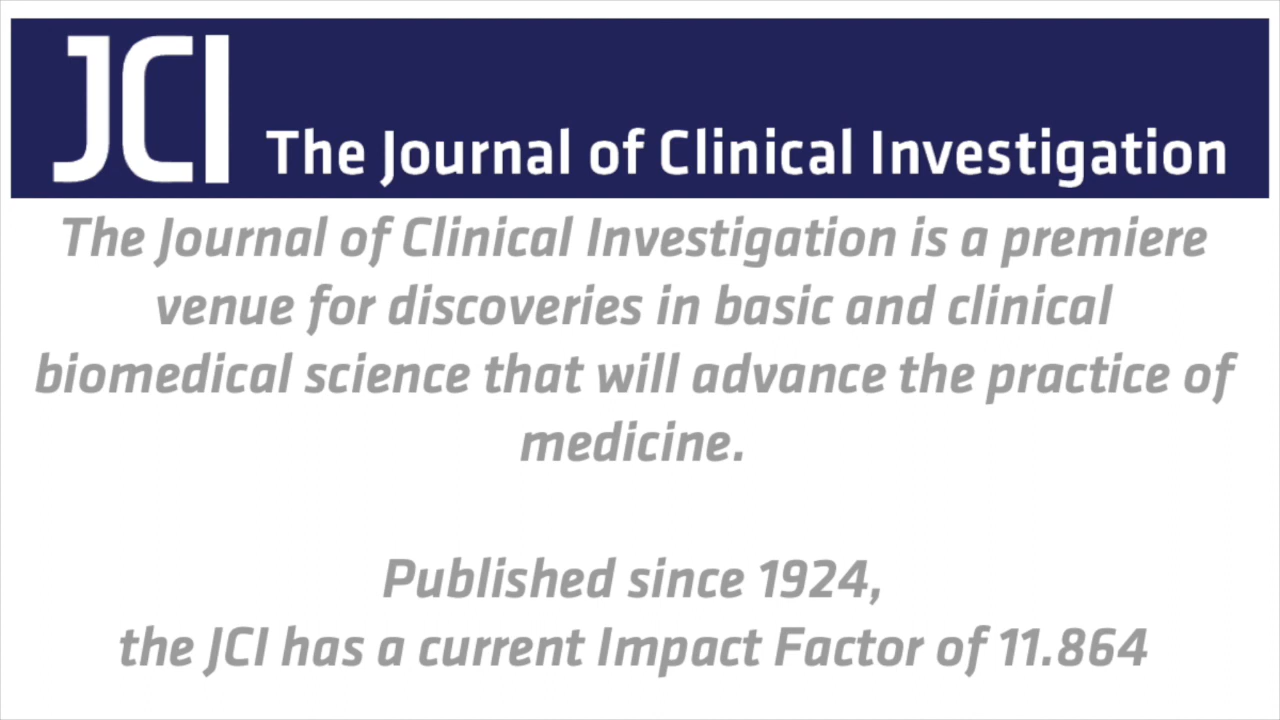 JCI The Journal of Clinical Investigation
The Journal of Clinical Investigation is a premiere
venue for discoveries in basic and clinical
biomedical science that will advance the practice of
medicine.
Published since 1924,
the JCI has a current Impact Factor of 11.864